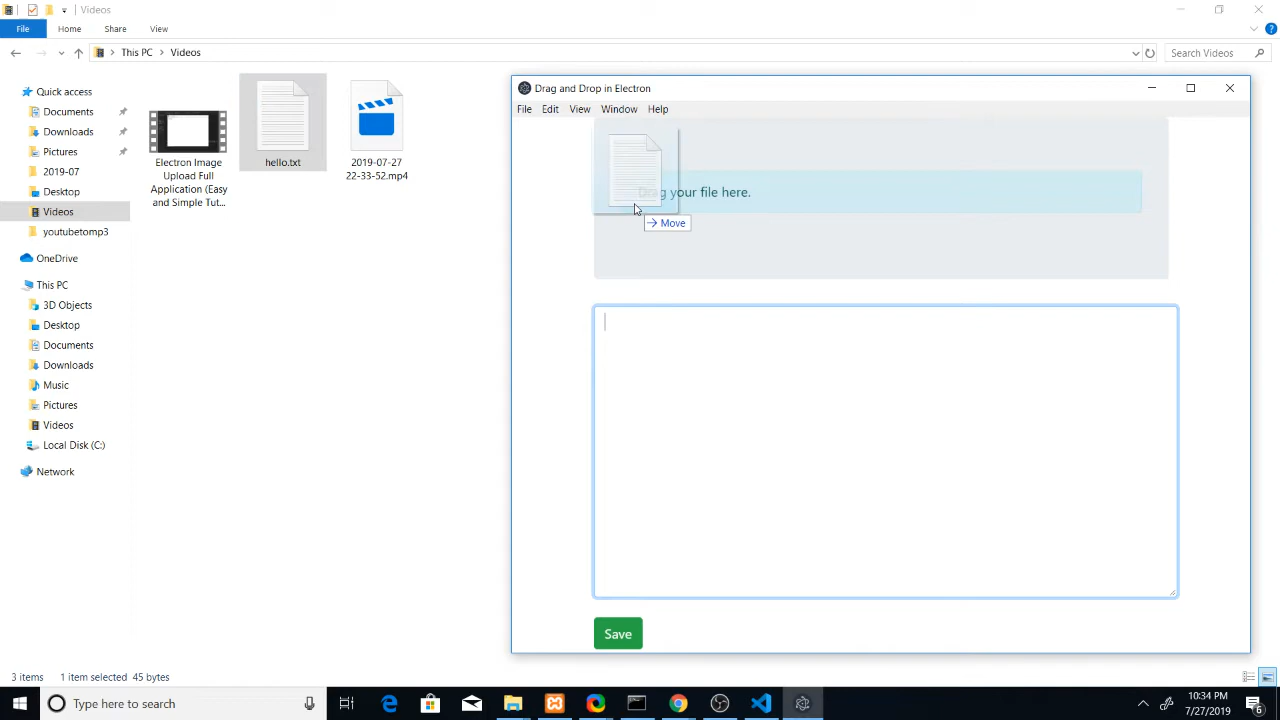 Videos
File
Home
Share
View
This PC
Videos
Search Videos
Quick access
Documents
Downloads
Pictures
2019-07
Desktop
Videos
youtubetomp3
OneDrive
This PC
3D Objects
Desktop
Documents
Downloads
Music
Pictures
Videos
Local Disk (C:)
Network
Electron Image
Upload Full
Application (Easy
and Simple Tut...
hello.txt
2019-07-27
22-33-52.mp4
Drag and Drop in Electron
File
Edit
View
Window
Help
Drag your file here.
Move
Save
3 items
1 item selected 45 bytes
Type here to search
10:34 PM
7/27/2019
6